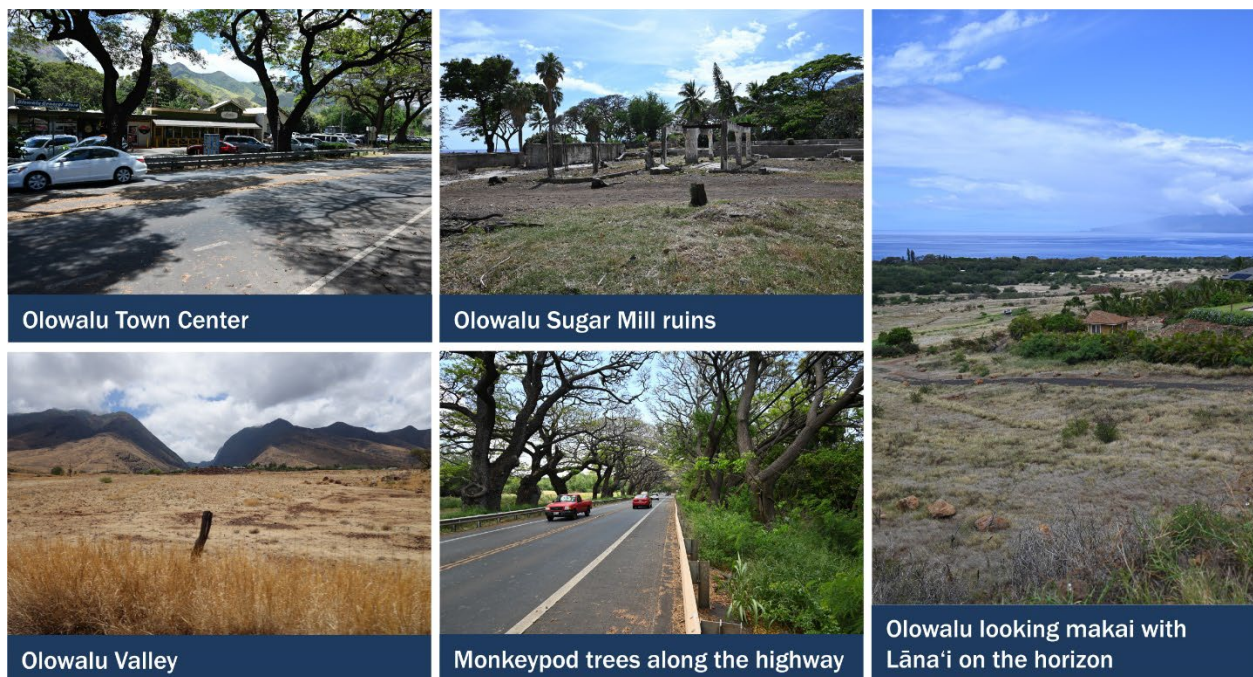 Olowalu Town Center
Olowalu Sugar Mill ruins
Olowalu Valley
Monkeypod trees along the highway
Olowalu looking makai with
Lānaʻi on the horizon